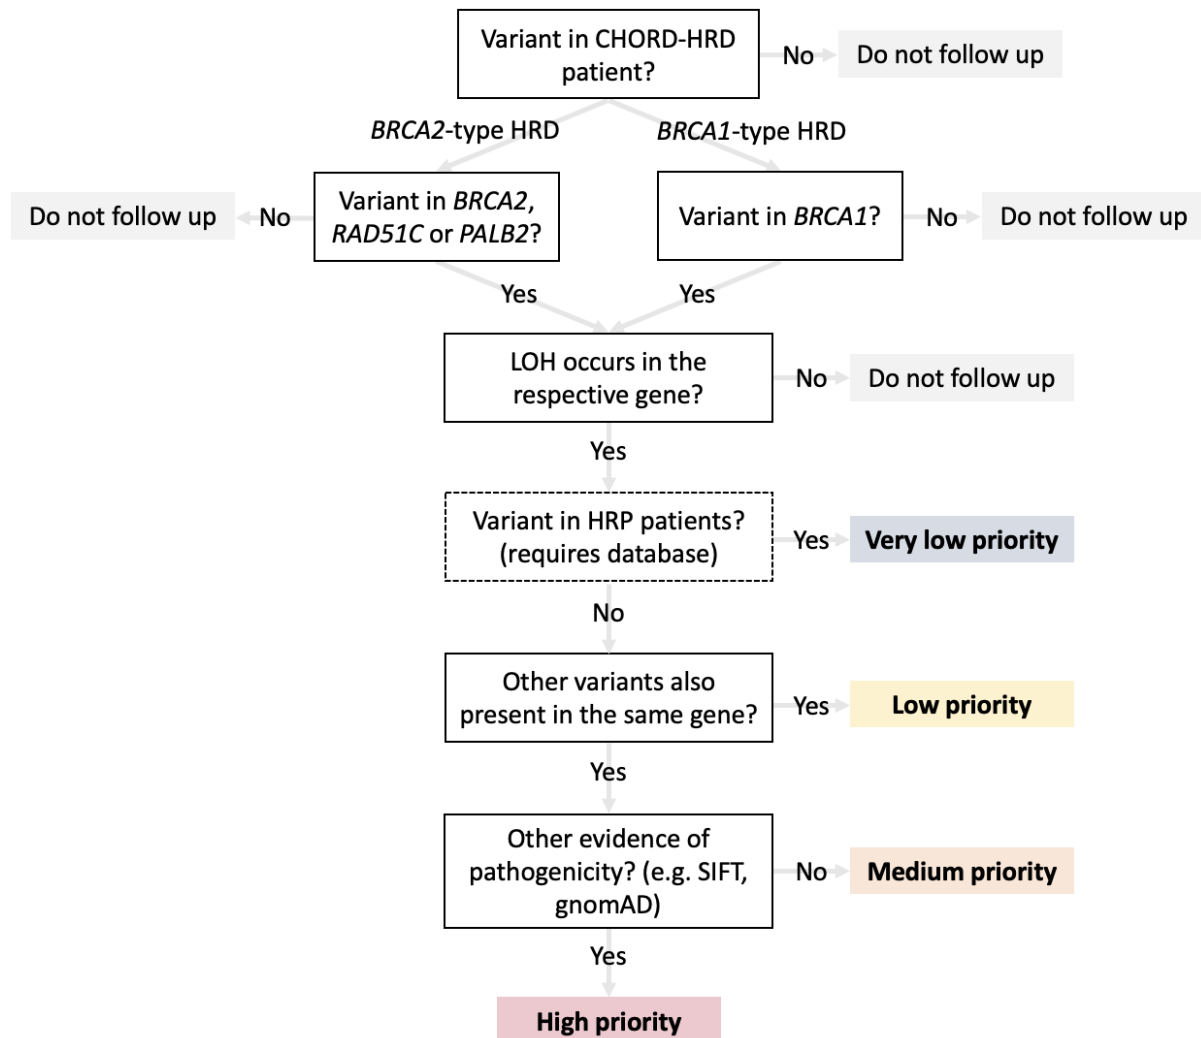 Variant in CHORD-HRD
patient?
No
Do not follow up
BRCA2-type HRD
BRCA1-type HRD
Do not follow up
No
Variant in BRCA2,
RAD51C or PALB2?
Variant in BRCA1?
No
Do not follow up
Yes
Yes
LOH occurs in the
respective gene?
No
Do not follow up
Yes
Variant in HRP patients?
(requires database)
Yes
Very low priority
No
Other variants also
present in the same gene?
Yes
Low priority
Yes
Other evidence of
pathogenicity? (e.g. SIFT,
gnomAD)
No
Medium priority
Yes
High priority